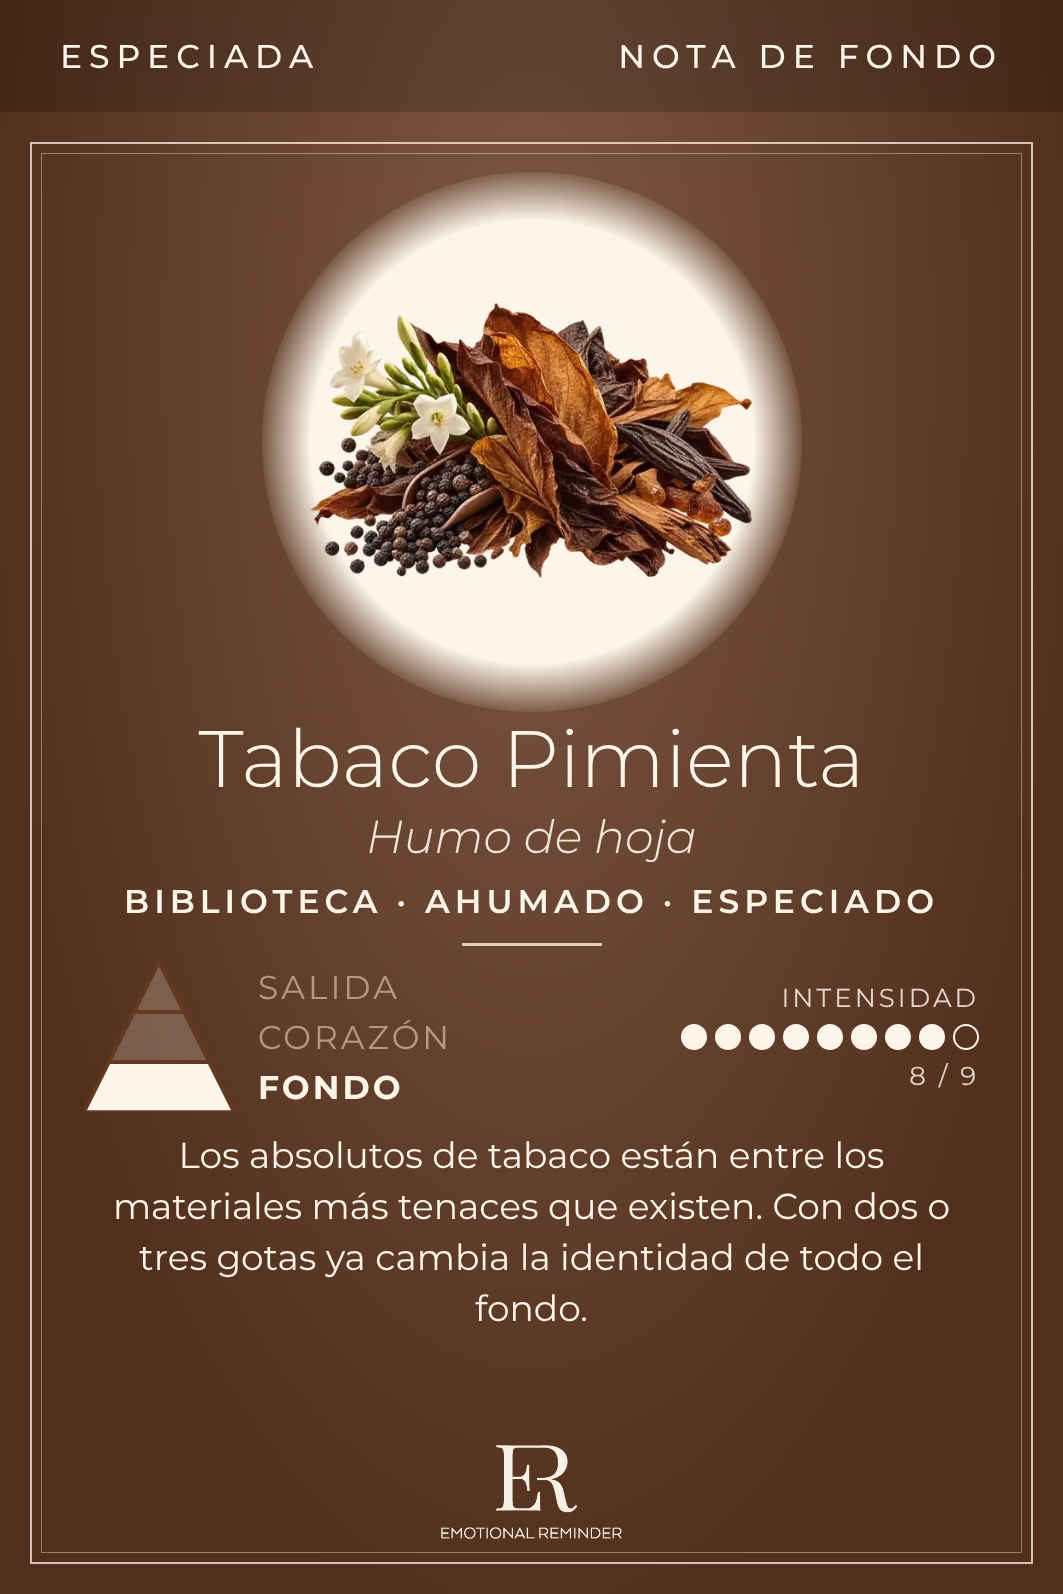 ESPECIADA
NOTA DE FONDO
Tabaco Pimienta
Humo de hoja
BIBLIOTECA · AHUMADO · ESPECIADO
SALIDA
CORAZÓN
FONDO
INTENSIDAD
8 / 9
Los absolutos de tabaco están entre los
materiales más tenaces que existen. Con dos o
tres gotas ya cambia la identidad de todo el
fondo.
ER
EMOTIONAL REMINDER